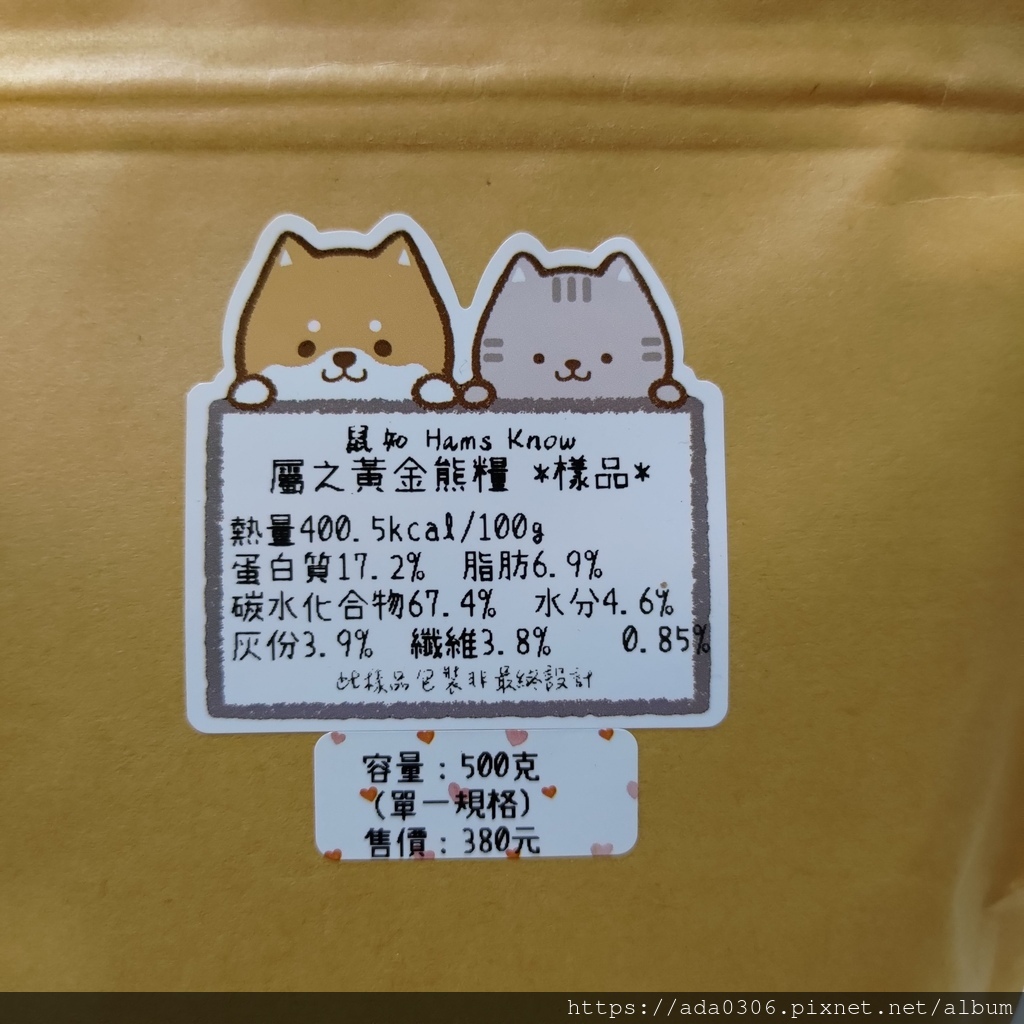 鼠知 Hams Know
屬之黃金熊糧 *樣品*
熱量400.5kcal/100g
蛋白質17.2% 脂肪6.9%
碳水化合物67.4% 水分4.6%
灰份3.9% 纖維3.8% 0.85%
此樣品包裝非最終設計
容量：500克
(單一規格)
售價：380元
https://ada0306.pixnet.net/album